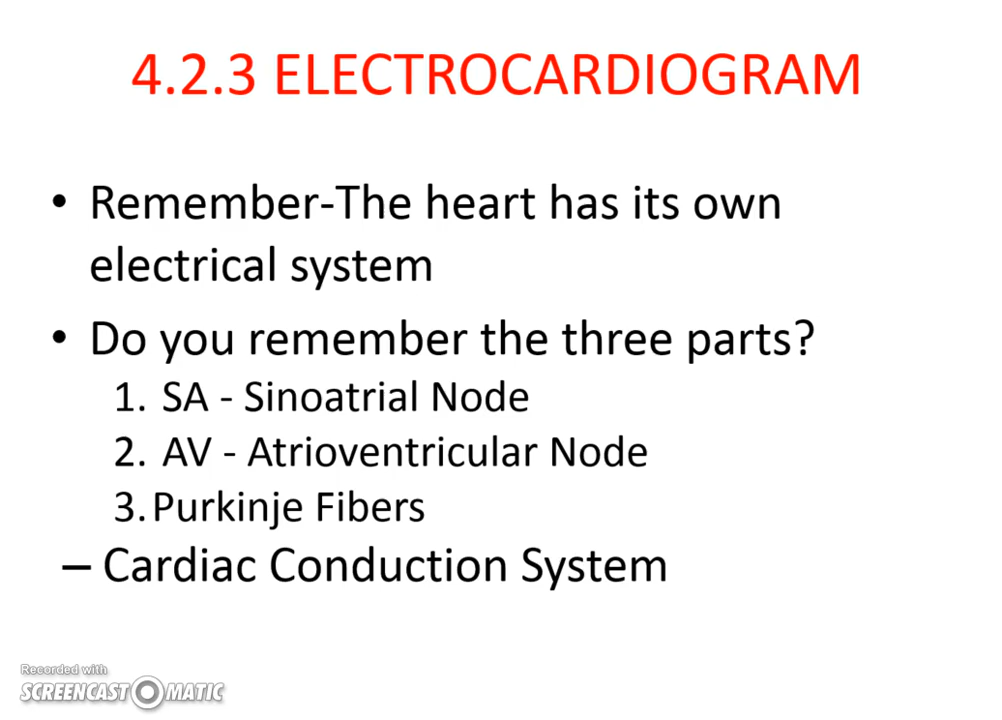 4.2.3 ELECTROCARDIOGRAM
• Remember-The heart has its own
electrical system
• Do you remember the three parts?
1. SA - Sinoatrial Node
2. AV - Atrioventricular Node
3. Purkinje Fibers
– Cardiac Conduction System
Recorded with
SCREENCAST O MATIC